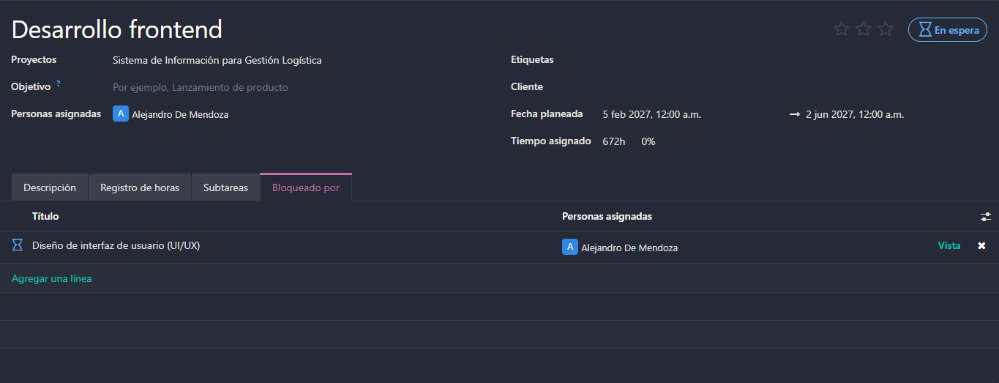 Desarrollo frontend
En espera
Proyectos Sistema de Información para Gestión Logística
Etiquetas
Objetivo ? Por ejemplo, Lanzamiento de producto
Cliente
Personas asignadas A Alejandro De Mendoza
Fecha planeada 5 feb 2027, 12:00 a.m. → 2 jun 2027, 12:00 a.m.
Tiempo asignado 672h 0%
Descripción Registro de horas Subtareas Bloqueado por
Título Personas asignadas
Diseño de interfaz de usuario (UI/UX) A Alejandro De Mendoza Vista
Agregar una línea